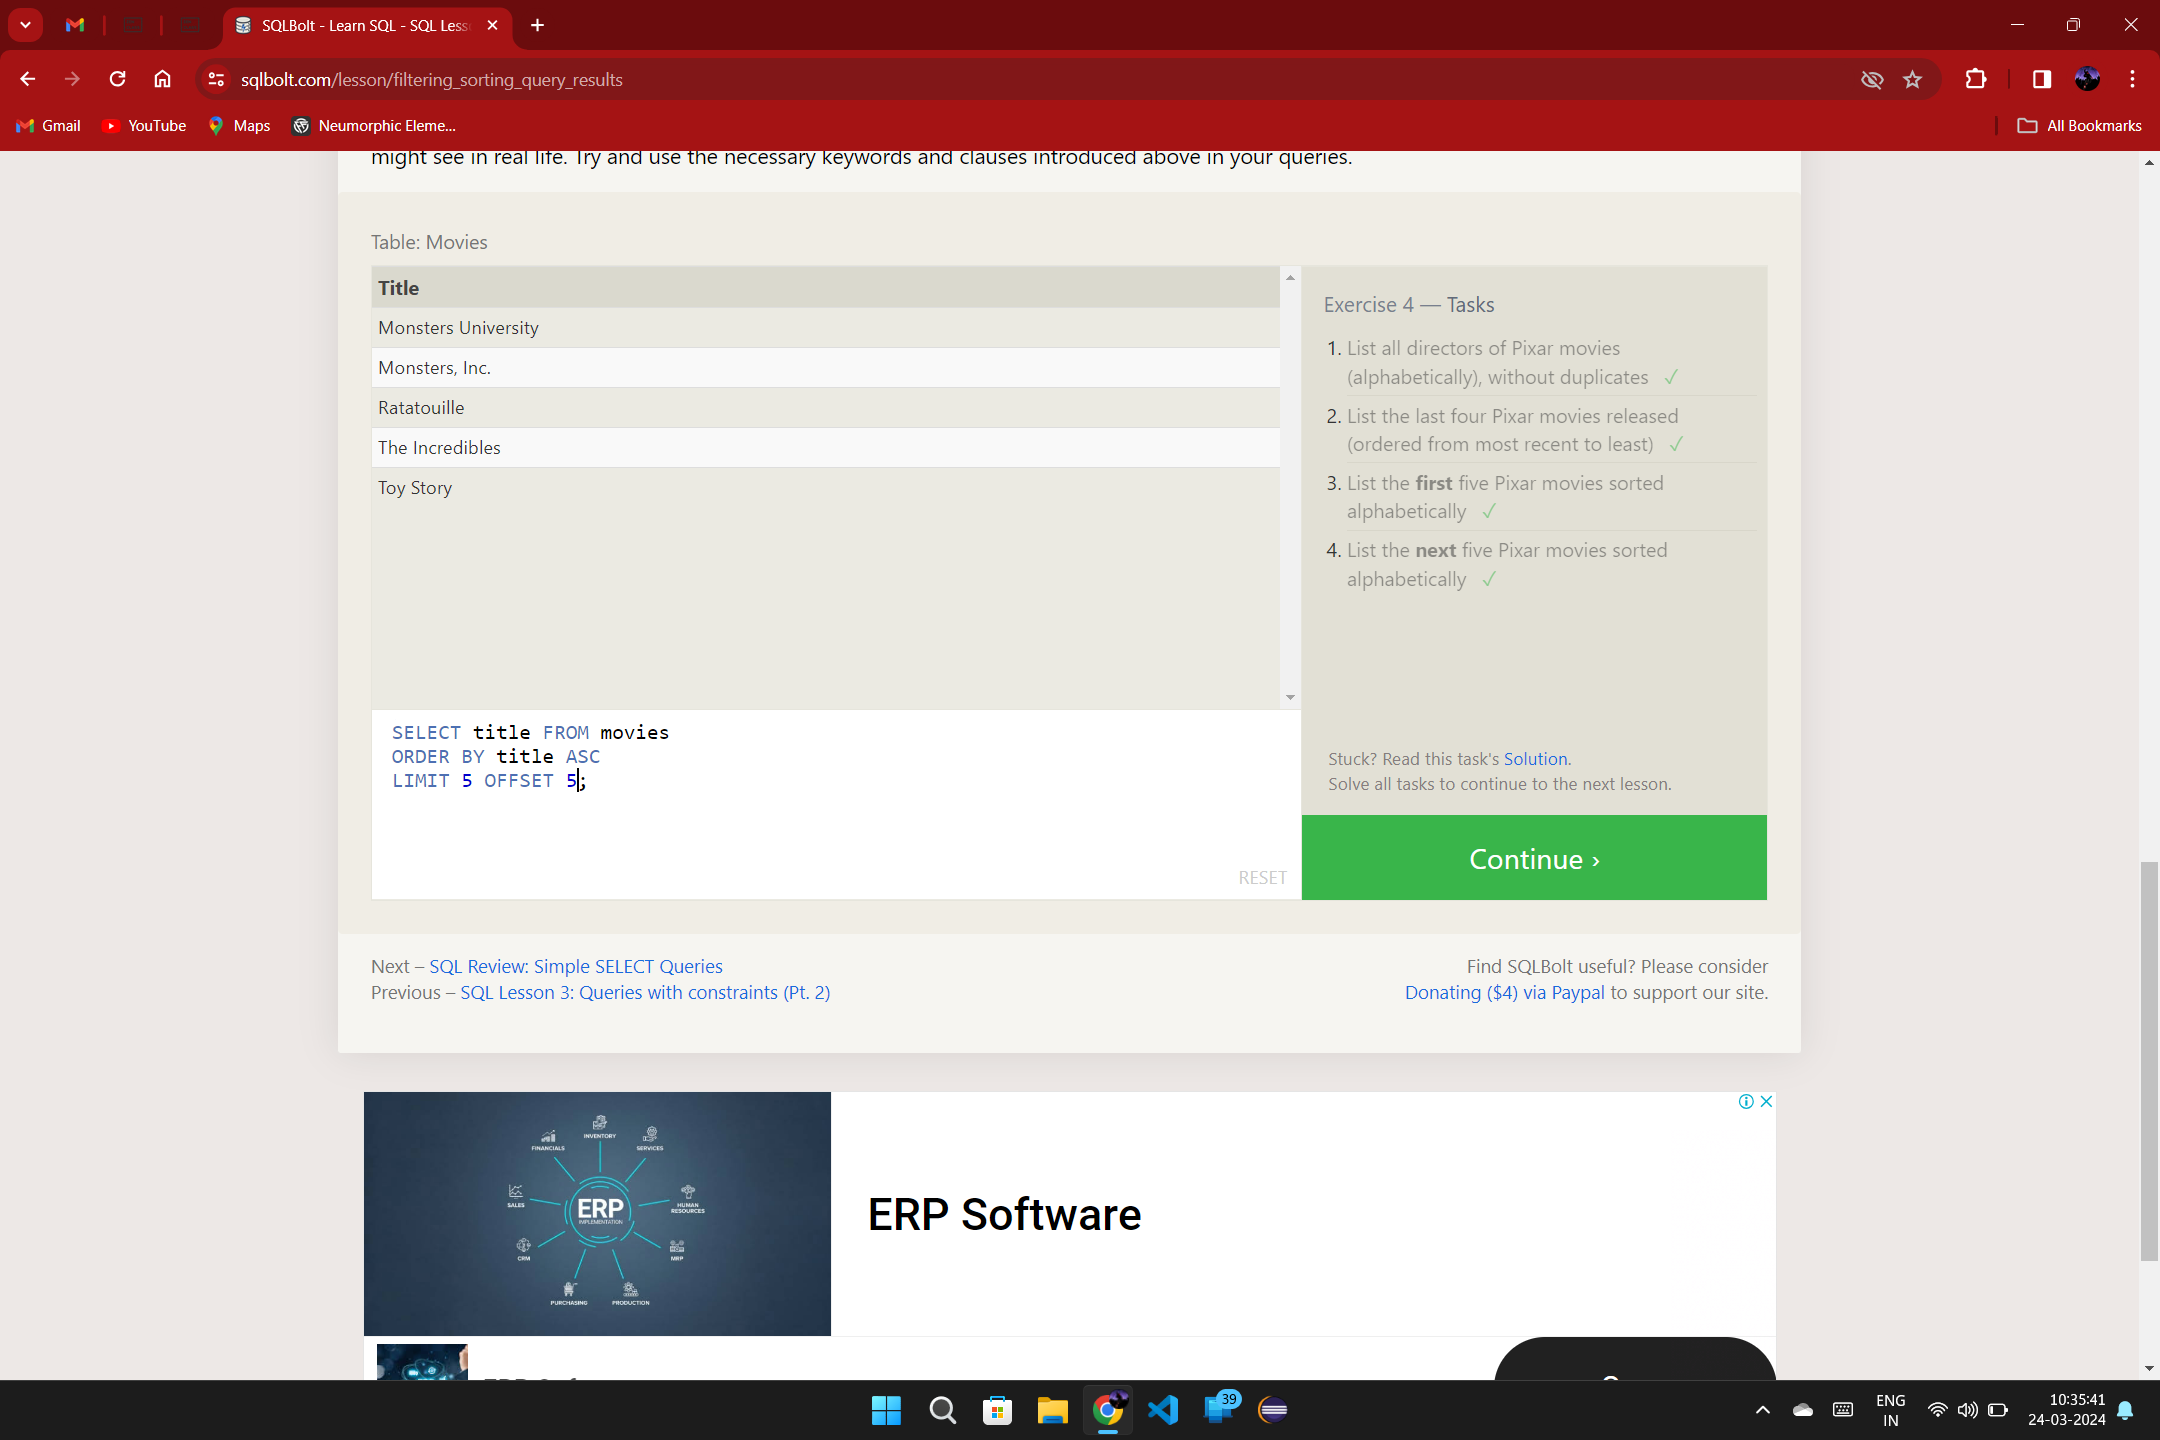 SQLBolt - Learn SQL - SQL Less
sqlbolt.com/lesson/filtering_sorting_query_results
Gmail
YouTube
Maps
Neumorphic Eleme...
All Bookmarks
might see in real life. Try and use the necessary keywords and clauses introduced above in your queries.
Table: Movies
Title
Monsters University
Monsters, Inc.
Ratatouille
The Incredibles
Toy Story
SELECT title FROM movies
ORDER BY title ASC
LIMIT 5 OFFSET 5;
RESET
Exercise 4 — Tasks
1. List all directors of Pixar movies
(alphabetically), without duplicates ✓
2. List the last four Pixar movies released
(ordered from most recent to least) ✓
3. List the first five Pixar movies sorted
alphabetically ✓
4. List the next five Pixar movies sorted
alphabetically ✓
Stuck? Read this task's Solution.
Solve all tasks to continue to the next lesson.
Continue ›
Next – SQL Review: Simple SELECT Queries
Previous – SQL Lesson 3: Queries with constraints (Pt. 2)
Find SQLBolt useful? Please consider
Donating ($4) via Paypal to support our site.
INVENTORY
FINANCIALS
SERVICES
SALES
HUMAN
RESOURCES
ERP
IMPLEMENTATION
CRM
MRP
PURCHASING
PRODUCTION
ERP Software
39
ENG
IN
10:35:41
24-03-2024